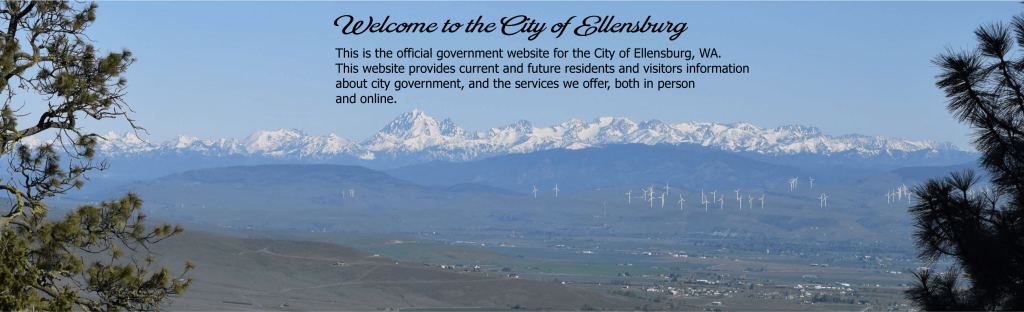 Welcome to the City of Ellensburg
This is the official government website for the City of Ellensburg, WA.
This website provides current and future residents and visitors information
about city government, and the services we offer, both in person
and online.